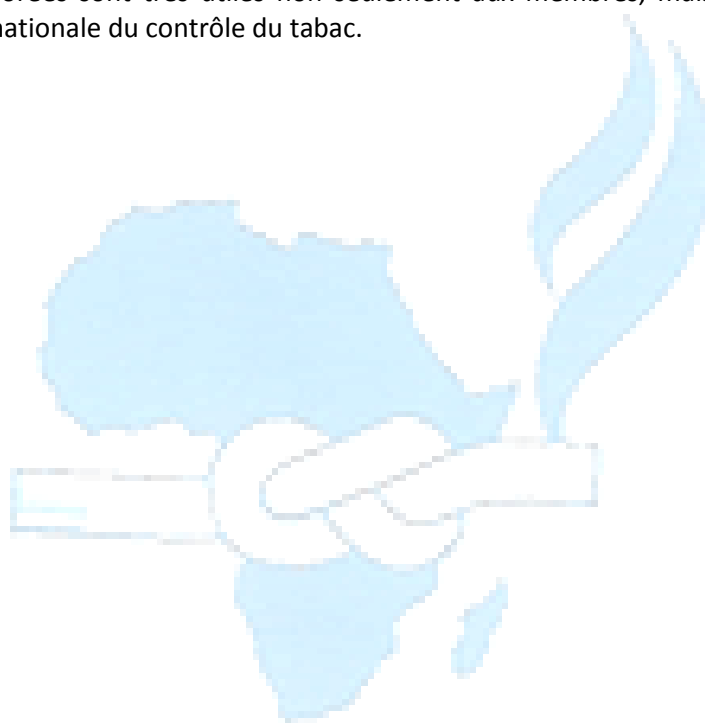 sont très utiles non seulement aux membres,
nationale du contrôle du tabac.